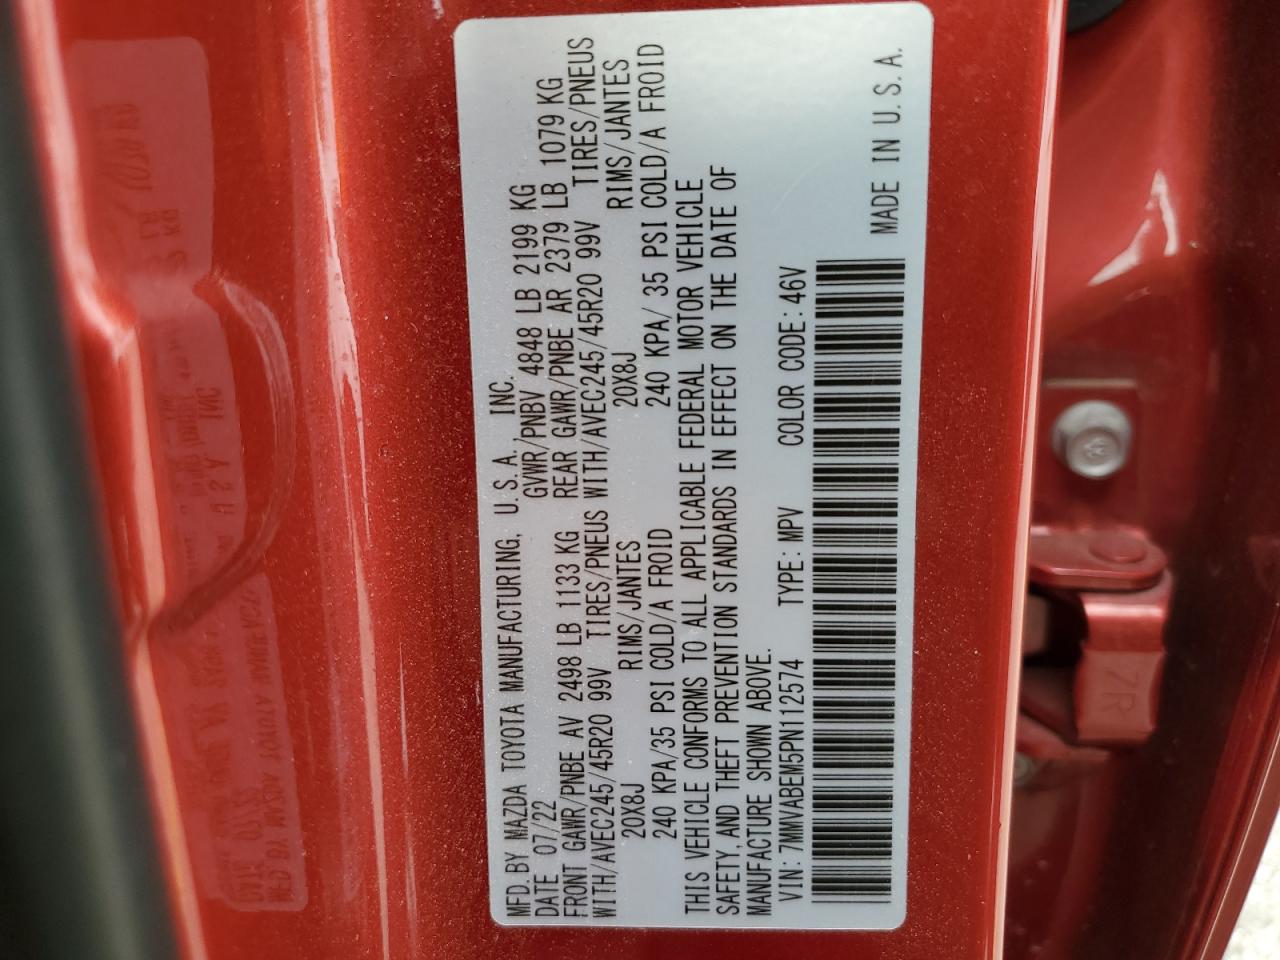 MFD. BY MAZDA TOYOTA MANUFACTURING, U.S.A, INC.
DATE 07/22 GVWR/PNBV 4848 LB 2199 KG
FRONT GAWR/PNBE AV 2498 LB 1133 KG REAR GAWR/PNBE AR 2379 LB 1079 KG
WITH/AVEC245/45R20 99V TIRES/PNEUS WITH/AVEC245/45R20 99V TIRES/PNEUS
20X8J RIMS/JANTES 20X8J RIMS/JANTES
240 KPA/35 PSI COLD/A FROID 240 KPA/ 35 PSI COLD/A FROID
THIS VEHICLE CONFORMS TO ALL APPLICABLE FEDERAL MOTOR VEHICLE
SAFETY, AND THEFT PREVENTION STANDARDS IN EFFECT ON THE DATE OF
MANUFACTURE SHOWN ABOVE.
VIN: 7MMVABEM5PN112574 TYPE: MPV COLOR CODE: 46V
MADE IN U.S.A.
7R